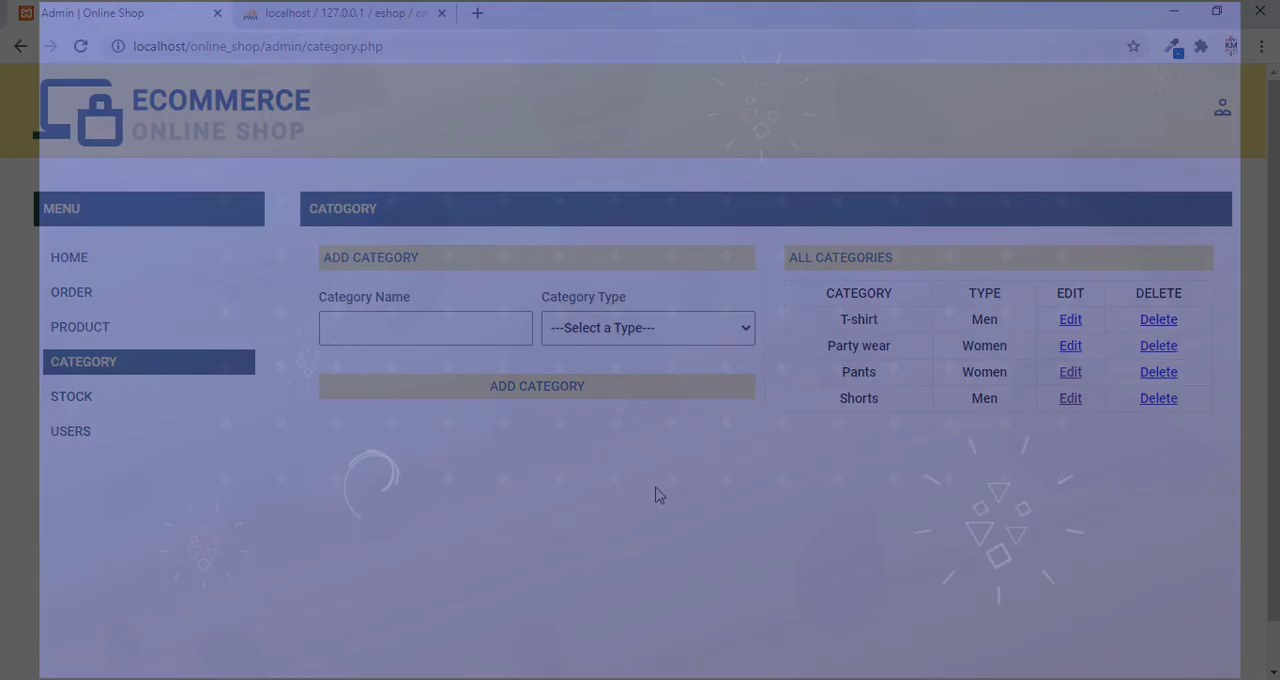 Admin | Online Shop
localhost / 127.0.0.1 / eshop / ca
localhost/online_shop/admin/category.php
KM
ECOMMERCE
ONLINE SHOP
MENU
HOME
ORDER
PRODUCT
CATEGORY
STOCK
USERS
CATOGORY
ADD CATEGORY
Category Name
Category Type
---Select a Type---
ADD CATEGORY
ALL CATEGORIES
CATEGORY TYPE EDIT DELETE
T-shirt Men Edit Delete
Party wear Women Edit Delete
Pants Women Edit Delete
Shorts Men Edit Delete